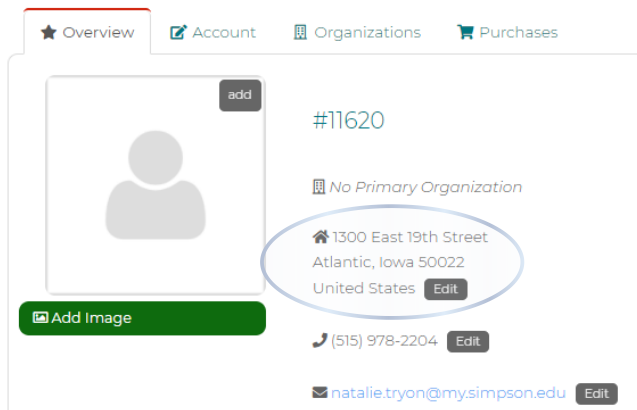 Overview Account Organizations Purchases
add
#11620
No Primary Organization
1300 East 19th Street
Atlantic, Iowa 50022
United States Edit
Add Image
(515) 978-2204 Edit
natalie.tryon@my.simpson.edu Edit